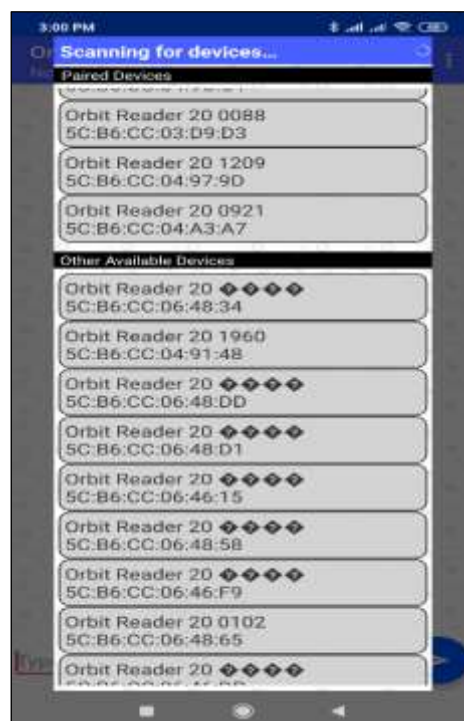 3:00 PM
Scanning for devices...
Paired Devices
Orbit Reader 20 0088
5C:B6:CC:03:D9:D3
Orbit Reader 20 1209
5C:B6:CC:04:97:9D
Orbit Reader 20 0921
5C:B6:CC:04:A3:A7
Other Available Devices
Orbit Reader 20 ����
5C:B6:CC:06:48:34
Orbit Reader 20 1960
5C:B6:CC:04:91:48
Orbit Reader 20 ����
5C:B6:CC:06:48:DD
Orbit Reader 20 ����
5C:B6:CC:06:48:D1
Orbit Reader 20 ����
5C:B6:CC:06:46:15
Orbit Reader 20 ����
5C:B6:CC:06:48:58
Orbit Reader 20 ����
5C:B6:CC:06:46:F9
Orbit Reader 20 0102
5C:B6:CC:06:48:65
Orbit Reader 20 ����